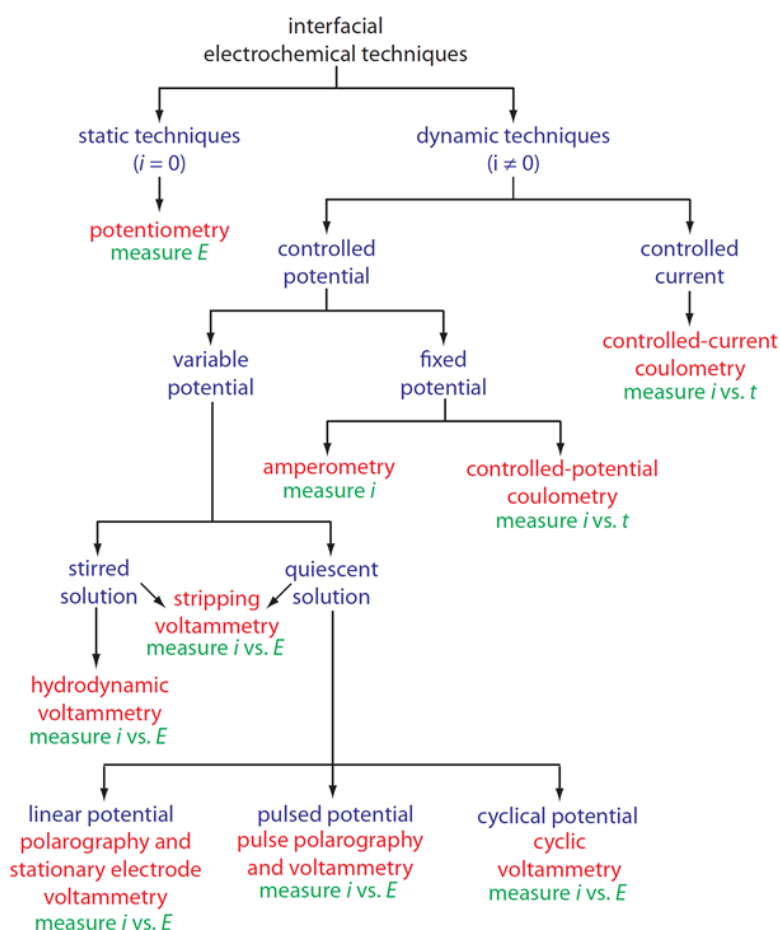 interfacial
electrochemical techniques
static techniques
(i = 0)
dynamic techniques
(i ≠ 0)
potentiometry
measure E
controlled
potential
controlled
current
controlled-current
coulometry
measure i vs. t
variable
potential
fixed
potential
amperometry
measure i
controlled-potential
coulometry
measure i vs. t
stirred
solution
quiescent
solution
stripping
voltammetry
measure i vs. E
hydrodynamic
voltammetry
measure i vs. E
linear potential
polarography and
stationary electrode
voltammetry
measure i vs. E
pulsed potential
pulse polarography
and voltammetry
measure i vs. E
cyclical potential
cyclic
voltammetry
measure i vs. E